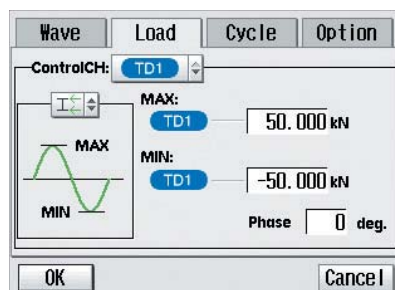 Wave Load Cycle Option
ControlCH: TD1
MAX:
TD1 50.000 kN
MAX
MIN:
TD1 -50.000 kN
MIN
Phase 0 deg.
OK Cancel